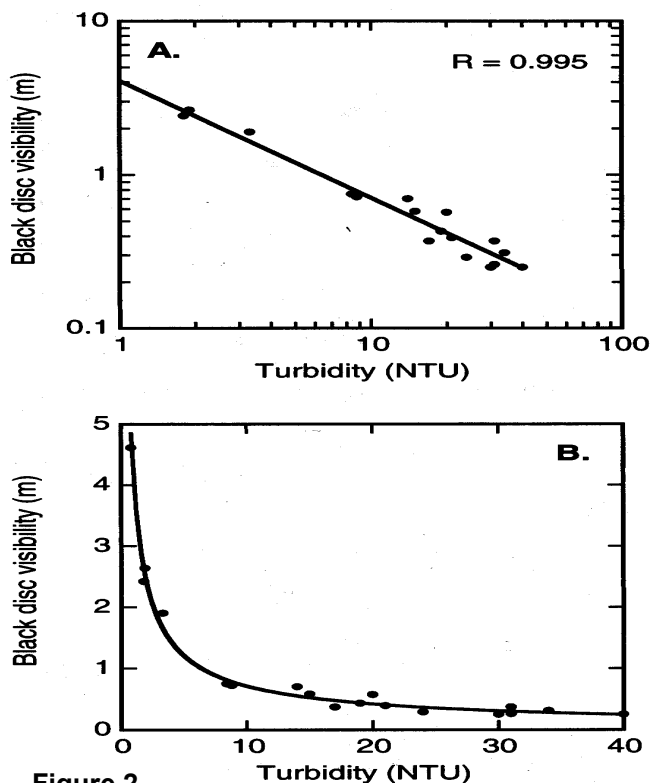 10
A.
R = 0.995
1
0.1
Black disc visibility (m)
1
10
100
Turbidity (NTU)
5
B.
4
3
2
1
0
Black disc visibility (m)
0
10
20
30
40
Turbidity (NTU)
Figure 2